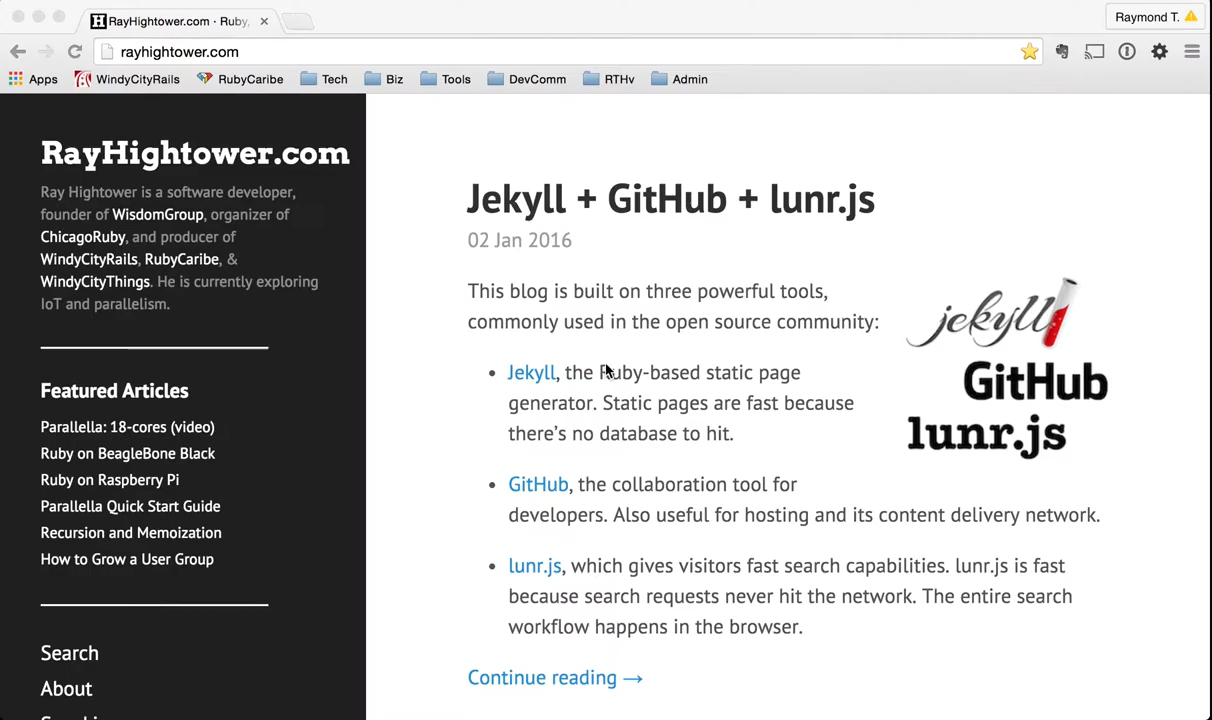 RayHightower.com · Ruby,
Raymond T.
rayhightower.com
Apps
WindyCityRails
RubyCaribe
Tech
Biz
Tools
DevComm
RTHv
Admin
RayHightower.com
Ray Hightower is a software developer,
founder of WisdomGroup, organizer of
ChicagoRuby, and producer of
WindyCityRails, RubyCaribe, &
WindyCityThings. He is currently exploring
IoT and parallelism.
Featured Articles
Parallella: 18-cores (video)
Ruby on BeagleBone Black
Ruby on Raspberry Pi
Parallella Quick Start Guide
Recursion and Memoization
How to Grow a User Group
Search
About
Jekyll + GitHub + lunr.js
02 Jan 2016
This blog is built on three powerful tools,
commonly used in the open source community:
• Jekyll, the Ruby-based static page
generator. Static pages are fast because
there’s no database to hit.
• GitHub, the collaboration tool for
developers. Also useful for hosting and its content delivery network.
• lunr.js, which gives visitors fast search capabilities. lunr.js is fast
because search requests never hit the network. The entire search
workflow happens in the browser.
Continue reading →
jekyll
GitHub
lunr.js